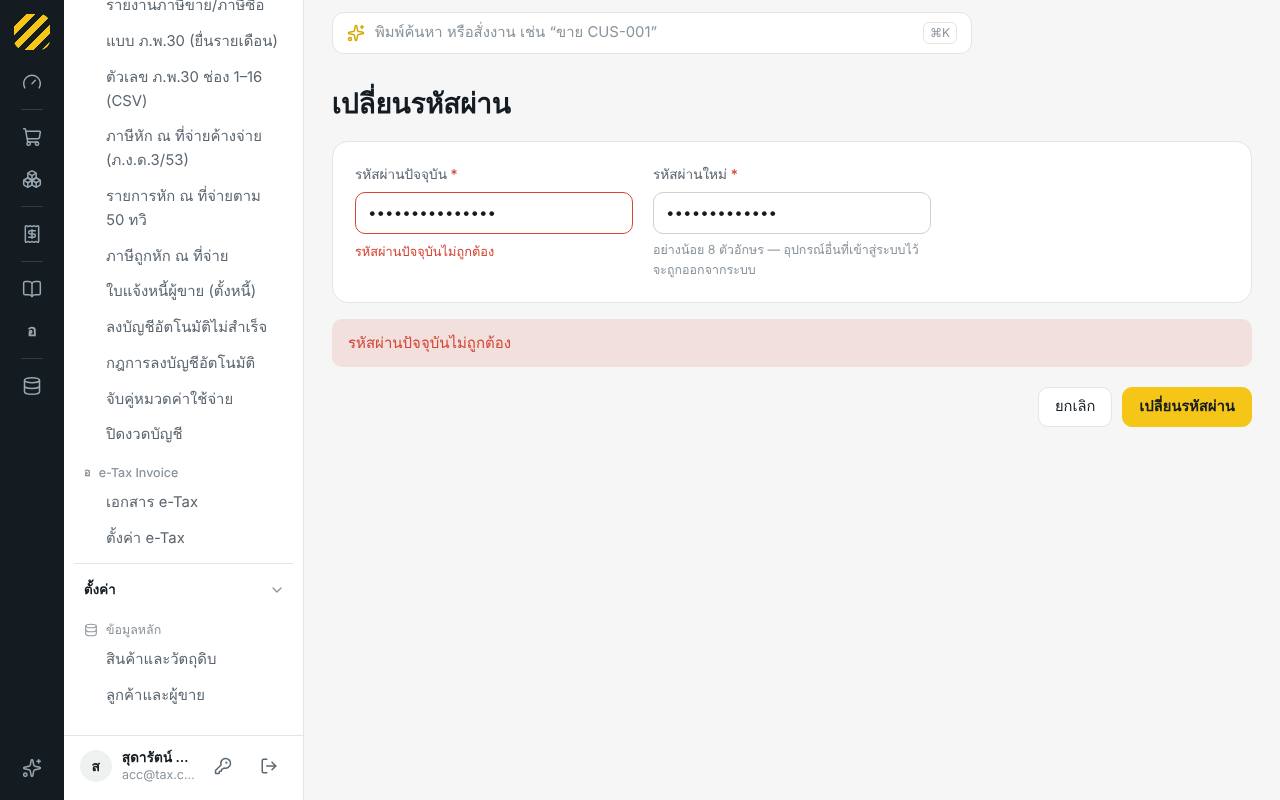 รายงานภาษีขาย/ภาษีซื้อ
แบบ ภ.พ.30 (ยื่นรายเดือน)
ตัวเลข ภ.พ.30 ช่อง 1–16
(CSV)
ภาษีหัก ณ ที่จ่ายค้างจ่าย
(ภ.ง.ด.3/53)
รายการหัก ณ ที่จ่ายตาม
50 ทวิ
ภาษีถูกหัก ณ ที่จ่าย
ใบแจ้งหนี้ผู้ขาย (ตั้งหนี้)
ลงบัญชีอัตโนมัติไม่สำเร็จ
กฎการลงบัญชีอัตโนมัติ
จับคู่หมวดค่าใช้จ่าย
ปิดงวดบัญชี
อ
อ e-Tax Invoice
เอกสาร e-Tax
ตั้งค่า e-Tax
ตั้งค่า
ข้อมูลหลัก
สินค้าและวัตถุดิบ
ลูกค้าและผู้ขาย
ส
สุดารัตน์ ...
acc@tax.c...
พิมพ์ค้นหา หรือสั่งงาน เช่น “ขาย CUS-001”
⌘K
เปลี่ยนรหัสผ่าน
รหัสผ่านปัจจุบัน *
•••••••••••••••
รหัสผ่านปัจจุบันไม่ถูกต้อง
รหัสผ่านใหม่ *
•••••••••••••
อย่างน้อย 8 ตัวอักษร — อุปกรณ์อื่นที่เข้าสู่ระบบไว้
จะถูกออกจากระบบ
รหัสผ่านปัจจุบันไม่ถูกต้อง
ยกเลิก
เปลี่ยนรหัสผ่าน